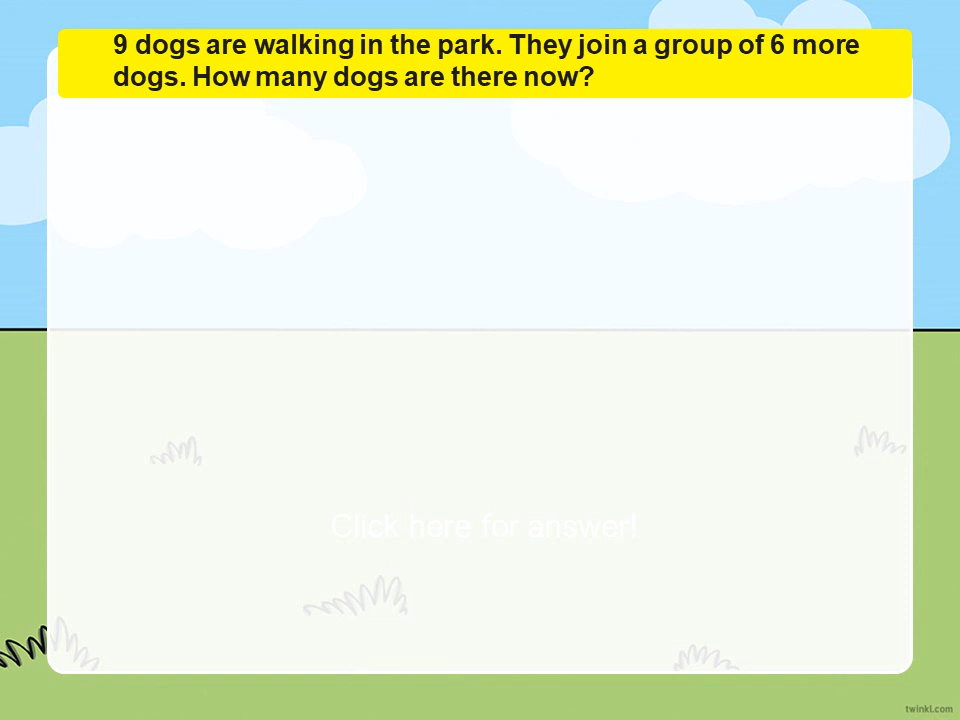 9 dogs are walking in the park. They join a group of 6 more
dogs. How many dogs are there now?
Click here for answer!
twinkl.com